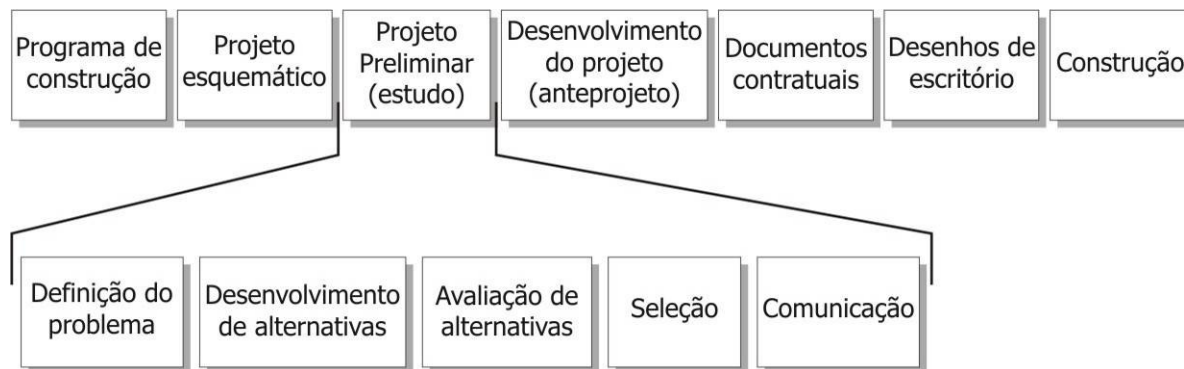 Programa de
construção
Projeto
esquemático
Projeto
Preliminar
(estudo)
Desenvolvimento
do projeto
(anteprojeto)
Documentos
contratuais
Desenhos de
escritório
Construção
Definição do
problema
Desenvolvimento
de alternativas
Avaliação de
alternativas
Seleção
Comunicação